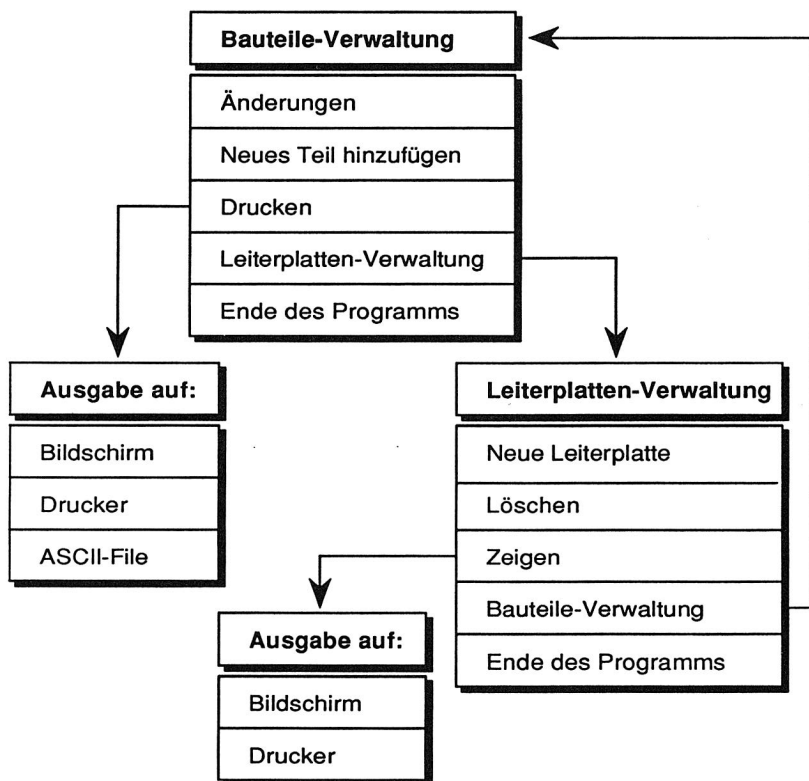 Bauteile-Verwaltung
Änderungen
Neues Teil hinzufügen
Drucken
Leiterplatten-Verwaltung
Ende des Programms
Ausgabe auf:
Bildschirm
Drucker
ASCII-File
Leiterplatten-Verwaltung
Neue Leiterplatte
Löschen
Zeigen
Bauteile-Verwaltung
Ende des Programms
Ausgabe auf:
Bildschirm
Drucker